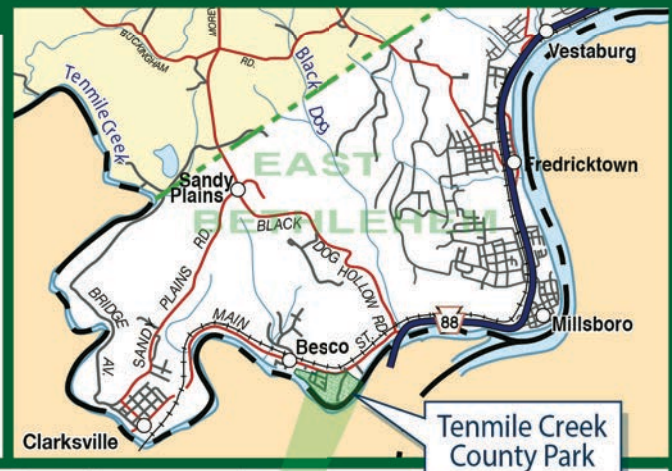 BUCKINGHAM
RD.
MOREY
Tenmile Creek
Black
Dog
Vestaburg
EAST
BETHLEHEM
Fredricktown
Sandy
Plains
BLACK
DOG
HOLLOW
RD.
BRIDGE
AV.
SANDY
PLAINS
RD.
MAIN
ST.
88
Millsboro
Besco
Clarksville
Tenmile Creek
County Park